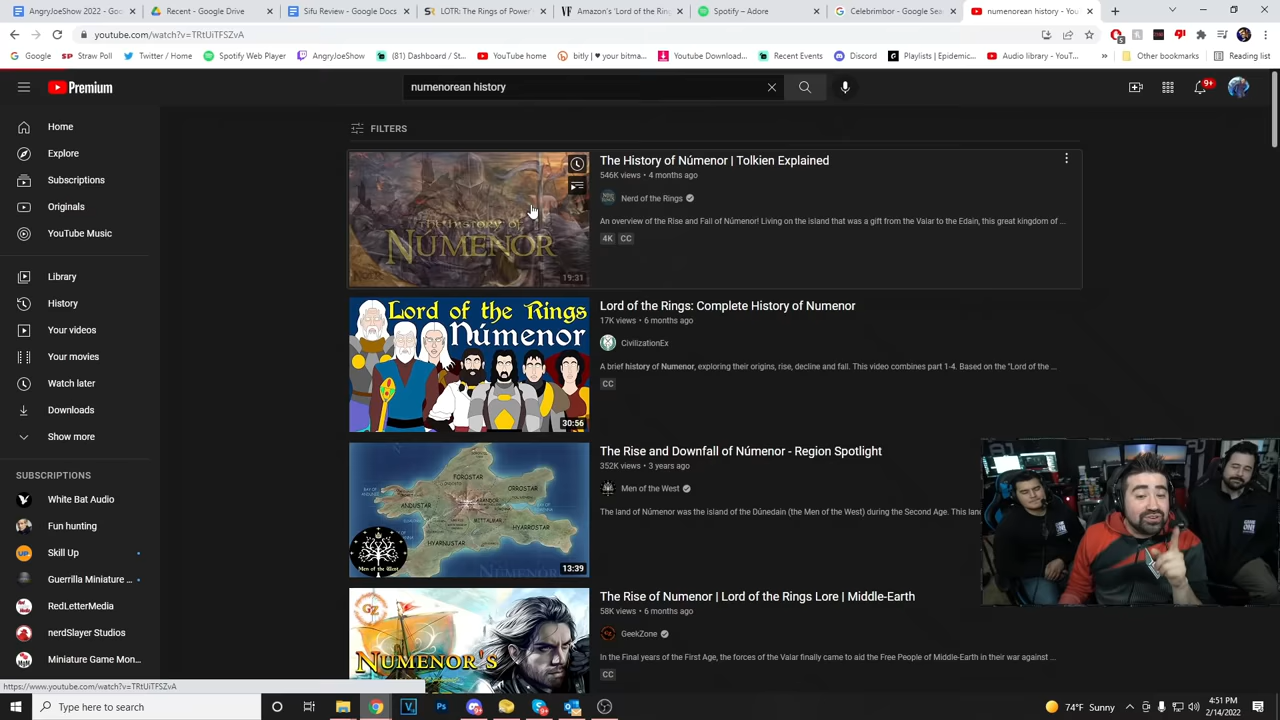 AngryJoeShow 2022 - Goo
Recent - Google Drive
Sifu Review - Google Docs
LOTR: The Rings of Power'
Amazon's 'Lord of the Ring
Spotify – Adore
Celebrimbor - Google Sea
numenorean history - You
youtube.com/watch?v=TRtUiTFSZvA
Google
Straw Poll
Twitter / Home
Spotify Web Player
AngryJoeShow
(81) Dashboard / St...
YouTube home
bitly | ♥ your bitma...
Youtube Download...
Recent Events
Discord
Playlists | Epidemic...
Audio library - YouT...
Other bookmarks
Reading list
Premium
numenorean history
9+
FILTERS
Home
Explore
Subscriptions
Originals
YouTube Music
Library
History
Your videos
Your movies
Watch later
Downloads
Show more
SUBSCRIPTIONS
White Bat Audio
Fun hunting
Skill Up
Guerrilla Miniature ...
RedLetterMedia
nerdSlayer Studios
Miniature Game Mon...
THE HISTORY OF
NUMENOR
19:31
The History of Númenor | Tolkien Explained
546K views • 4 months ago
Nerd of the Rings
An overview of the Rise and Fall of Númenor! Living on the island that was a gift from the Valar to the Edain, this great kingdom of ...
4K CC
Lord of the Rings
Númenor
30:56
Lord of the Rings: Complete History of Numenor
17K views • 6 months ago
CivilizationEx
A brief history of Numenor, exploring their origins, rise, decline and fall. This video combines part 1-4. Based on the "Lord of the ...
CC
FOROSTAR
ANDUSTAR
ORROSTAR
MITTALMAR
HYARROSTAR
HYARNUSTAR
Men of the West
NUMENOR
13:39
The Rise and Downfall of Númenor - Region Spotlight
352K views • 3 years ago
Men of the West
The land of Númenor was the island of the Dúnedain (the Men of the West) during the Second Age. This lan
GZ
NUMENOR'S
The Rise of Numenor | Lord of the Rings Lore | Middle-Earth
58K views • 6 months ago
GeekZone
In the Final years of the First Age, the forces of the Valar finally came to aid the Free People of Middle-Earth in their war against ...
CC
https://www.youtube.com/watch?v=TRtUiTFSZvA
Type here to search
74°F Sunny
4:51 PM
2/14/2022